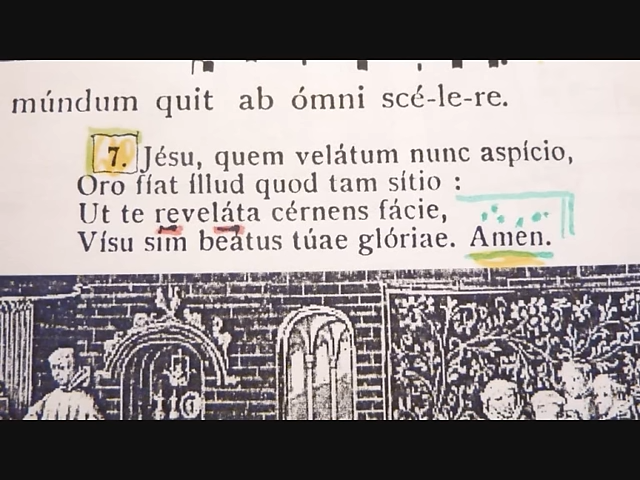 múndum quit ab ómni scé-le-re.
7. Jésu, quem velátum nunc aspício,
Oro fíat íllud quod tam sítio :
Ut te reveláta cérnens fácie,
Vísu sim beátus túae glóriae. Amen.